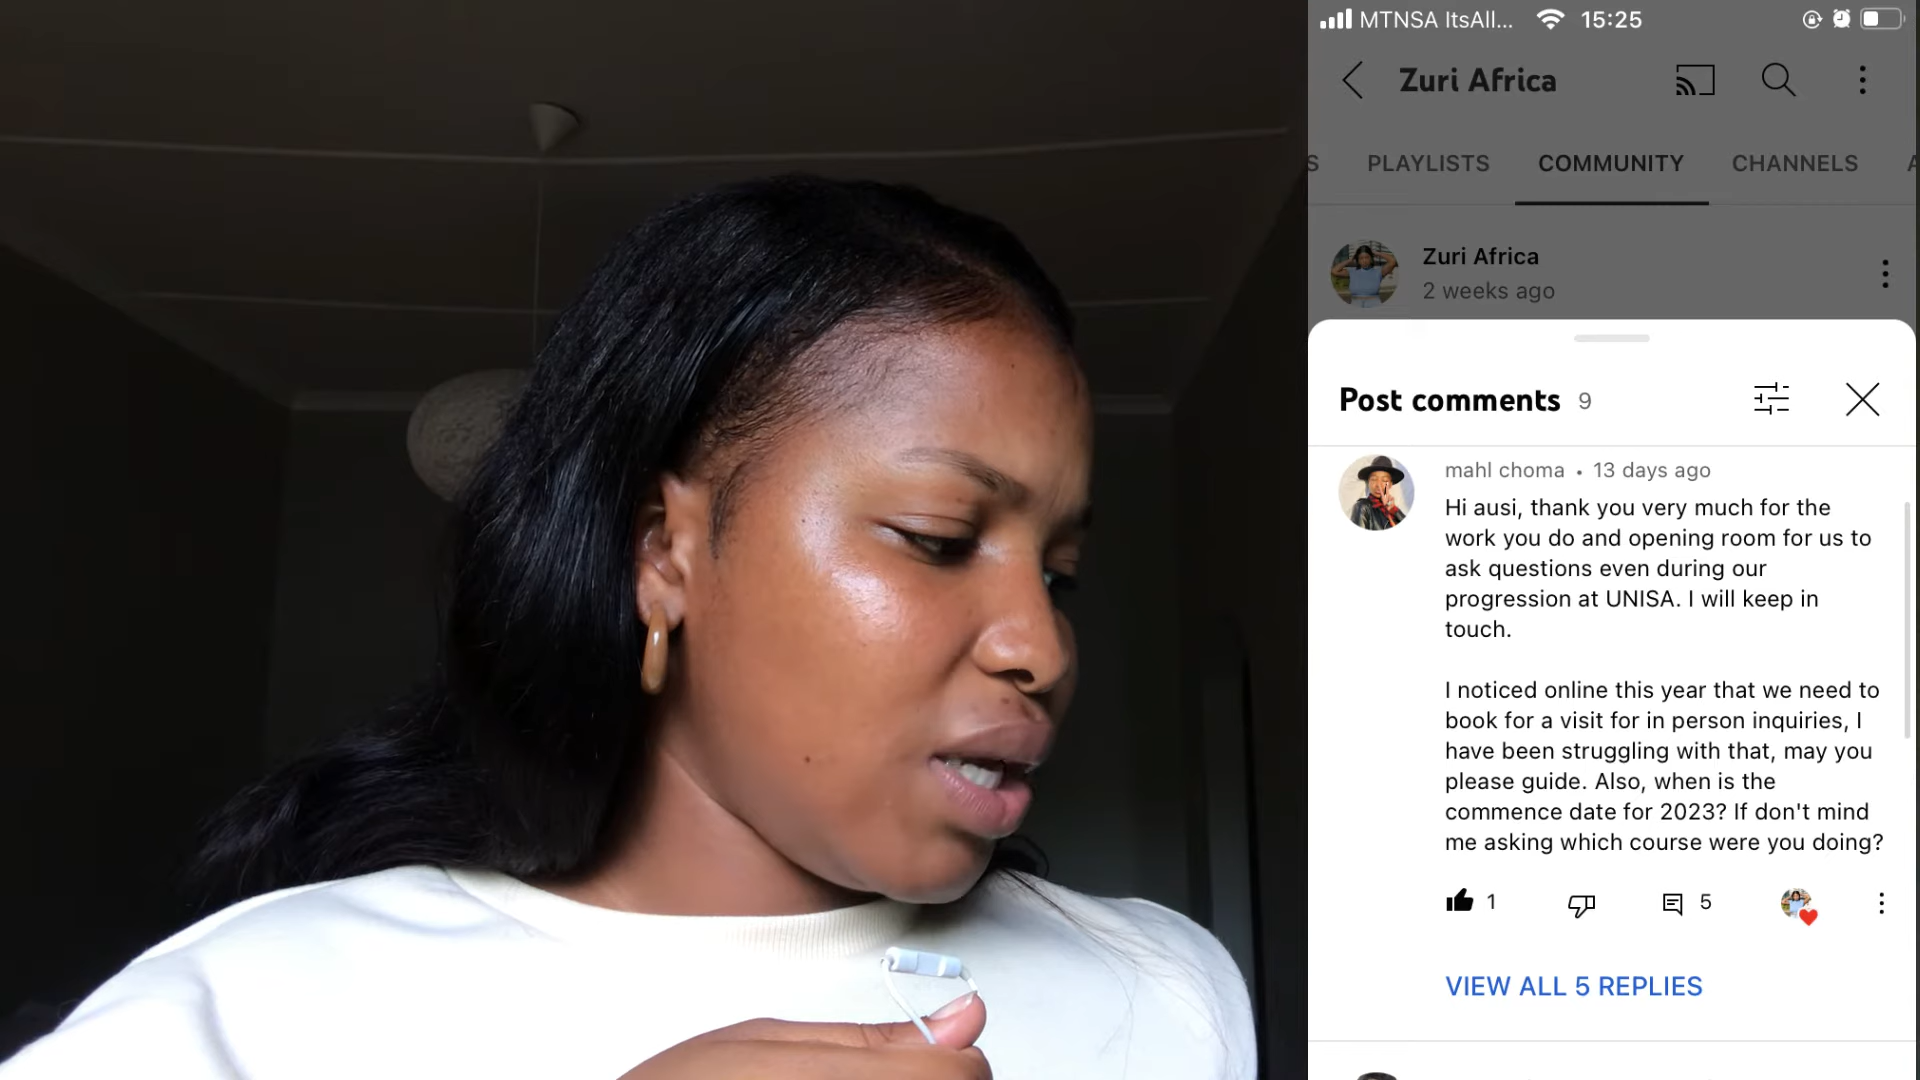 MTNSA ItsAll... 15:25
Zuri Africa
S PLAYLISTS COMMUNITY CHANNELS A
Zuri Africa
2 weeks ago
Post comments 9
mahl choma • 13 days ago
Hi ausi, thank you very much for the
work you do and opening room for us to
ask questions even during our
progression at UNISA. I will keep in
touch.
I noticed online this year that we need to
book for a visit for in person inquiries, I
have been struggling with that, may you
please guide. Also, when is the
commence date for 2023? If don't mind
me asking which course were you doing?
1 5
VIEW ALL 5 REPLIES